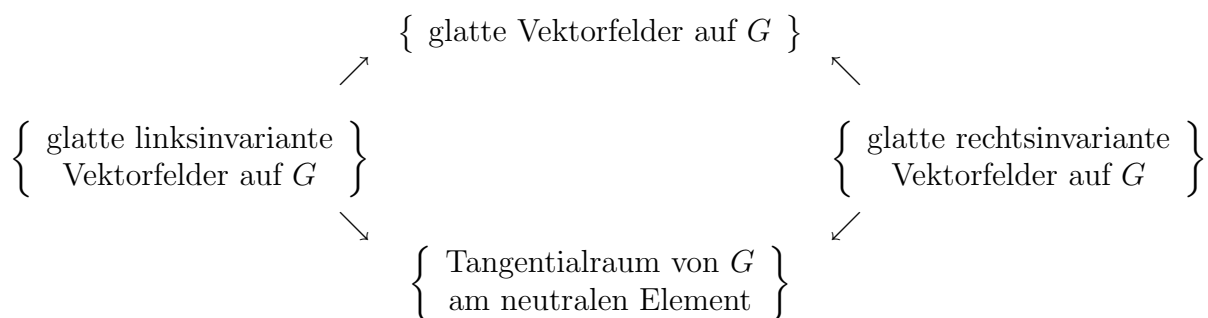 { glatte Vektorfelder auf G }
↗ ↖
{ glatte linksinvariante Vektorfelder auf G } { glatte rechtsinvariante Vektorfelder auf G }
↘ ↙
{ Tangentialraum von G am neutralen Element }